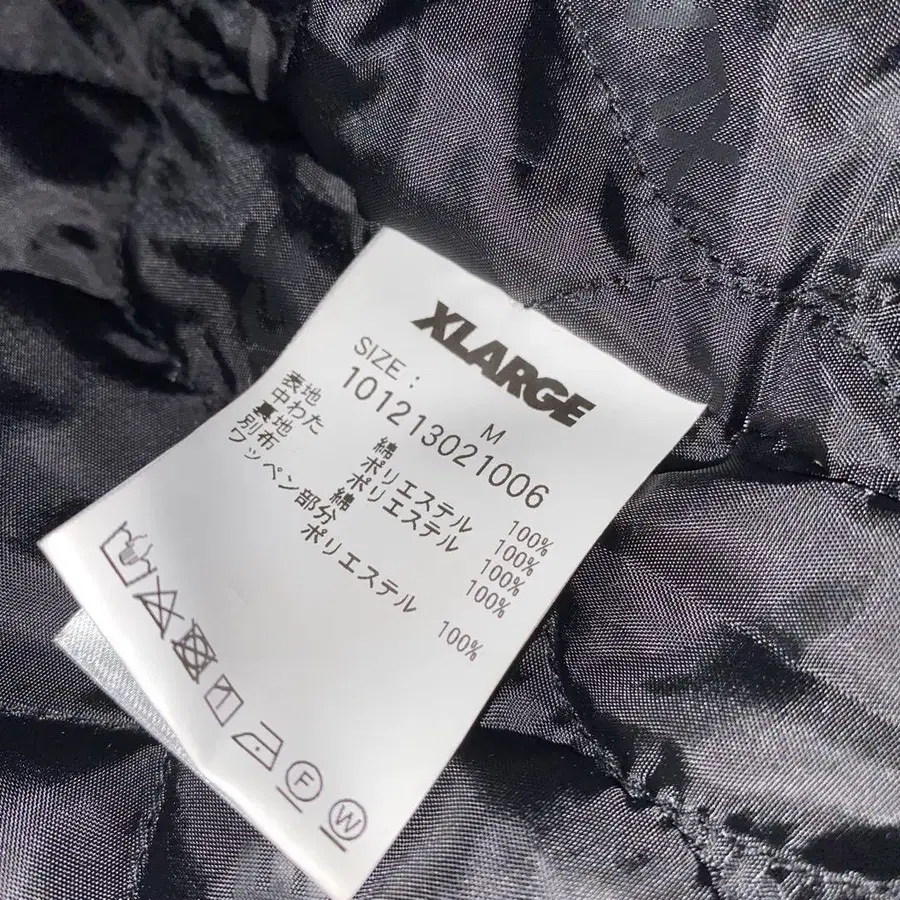 XLARGE
SIZE: M
101213021006
表地 綿 100%
中わた ポリエステル 100%
裏地 ポリエステル 100%
別布 綿 100%
ワッペン部分
ポリエステル 100%
F
W